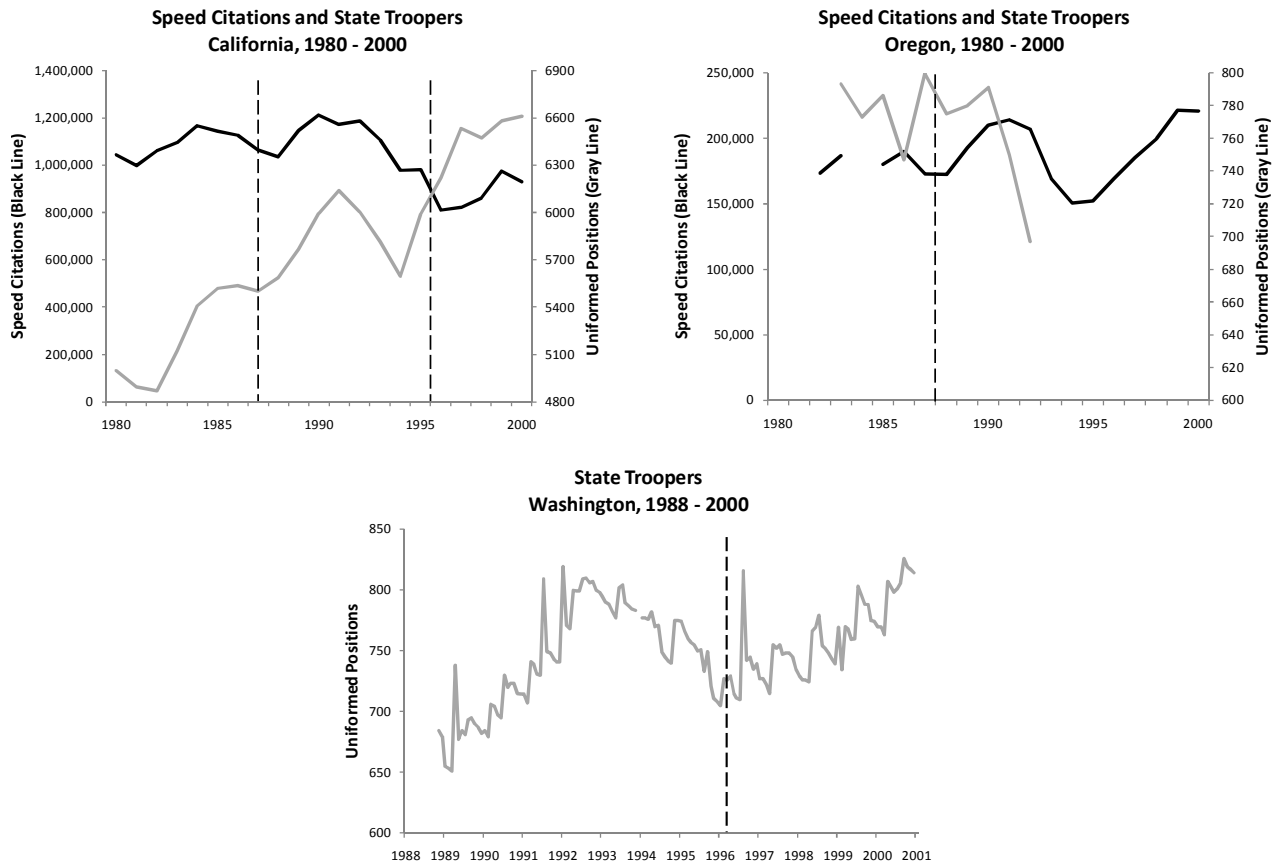 Speed Citations and State Troopers
California, 1980 - 2000
Speed Citations (Black Line)
1,400,000
1,200,000
1,000,000
800,000
600,000
400,000
200,000
0
6900
6600
6300
6000
5700
5400
5100
4800
Uniformed Positions (Gray Line)
1980 1985 1990 1995 2000
Speed Citations and State Troopers
Oregon, 1980 - 2000
Speed Citations (Black Line)
250,000
200,000
150,000
100,000
50,000
0
800
780
760
740
720
700
680
660
640
620
600
Uniformed Positions (Gray Line)
1980 1985 1990 1995 2000
State Troopers
Washington, 1988 - 2000
Uniformed Positions
850
800
750
700
650
600
1988 1989 1990 1991 1992 1993 1994 1995 1996 1997 1998 1999 2000 2001